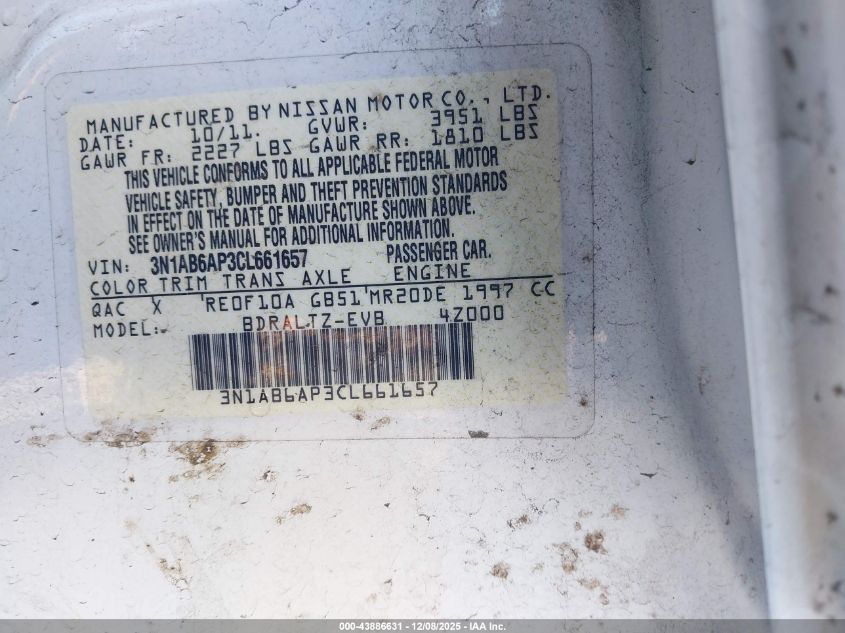 MANUFACTURED BY NISSAN MOTOR CO., LTD.
DATE: 10/11. GVWR: 3951 LBS
GAWR FR: 2227 LBS GAWR RR: 1810 LBS
THIS VEHICLE CONFORMS TO ALL APPLICABLE FEDERAL MOTOR
VEHICLE SAFETY, BUMPER AND THEFT PREVENTION STANDARDS
IN EFFECT ON THE DATE OF MANUFACTURE SHOWN ABOVE.
SEE OWNER'S MANUAL FOR ADDITIONAL INFORMATION.
VIN: 3N1AB6AP3CL661657 PASSENGER CAR.
COLOR TRIM TRANS AXLE ENGINE
QAC X RE0F10A GB51 MR20DE 1997 CC
MODEL: BDRALTZ-EVB 4Z000
3N1AB6AP3CL661657
000-43886631 - 12/08/2025 - IAA Inc.